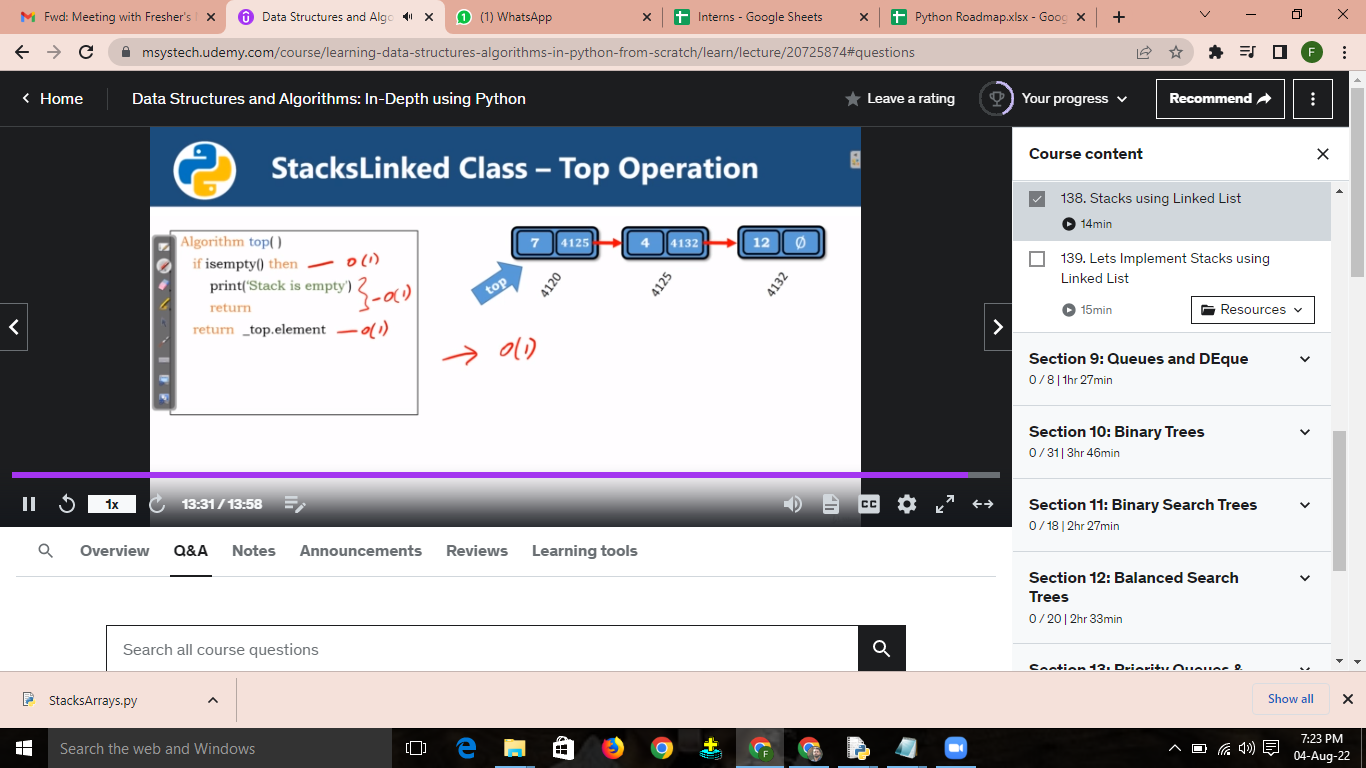 Fwd: Meeting with Fresher's
Data Structures and Algo
(1) WhatsApp
Interns - Google Sheets
Python Roadmap.xlsx - Goog
msystech.udemy.com/course/learning-data-structures-algorithms-in-python-from-scratch/learn/lecture/20725874#questions
F
Home
Data Structures and Algorithms: In-Depth using Python
Leave a rating
Your progress
Recommend
StacksLinked Class – Top Operation
Algorithm top( )
if isempty() then — O(1)
print('Stack is empty')
return
} - O(1)
return _top.element — O(1)
→ O(1)
7 4125
4 4132
12 Ø
top
4120
4125
4132
1x
13:31 / 13:58
CC
Overview
Q&A
Notes
Announcements
Reviews
Learning tools
Search all course questions
Course content
138. Stacks using Linked List
14min
139. Lets Implement Stacks using
Linked List
15min
Resources
Section 9: Queues and DEque
0 / 8 | 1hr 27min
Section 10: Binary Trees
0 / 31 | 3hr 46min
Section 11: Binary Search Trees
0 / 18 | 2hr 27min
Section 12: Balanced Search
Trees
0 / 20 | 2hr 33min
Section 13: Priority Queues &
StacksArrays.py
Show all
Search the web and Windows
7:23 PM
04-Aug-22